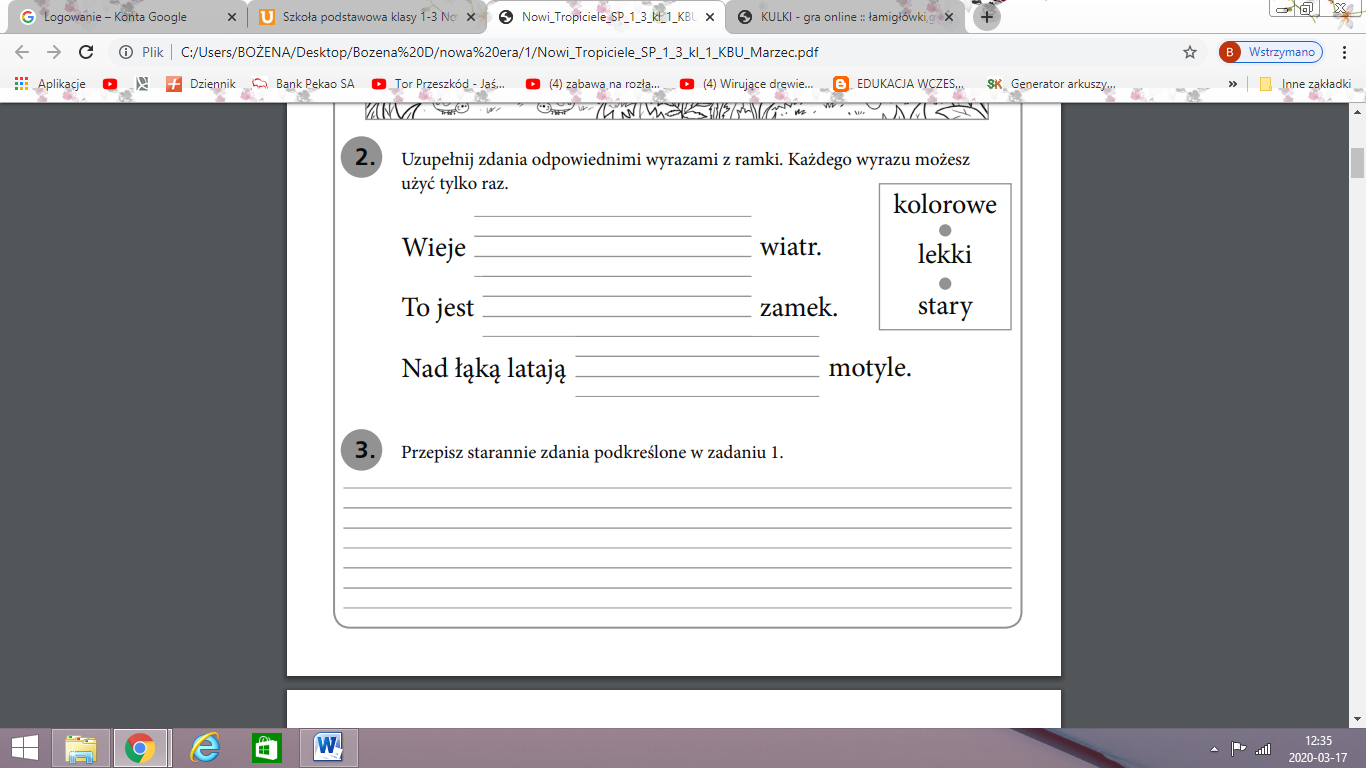 Logowanie – Konta Google
Szkoła podstawowa klasy 1-3 No
Nowi_Tropiciele_SP_1_3_kl_1_KBU
KULKI - gra online :: łamigłówki,g
Plik
C:/Users/BOŻENA/Desktop/Bozena%20D/nowa%20era/1/Nowi_Tropiciele_SP_1_3_kl_1_KBU_Marzec.pdf
B
Wstrzymano
Aplikacje
Dziennik
Bank Pekao SA
Tor Przeszkód - Jaś...
(4) zabawa na rozła...
(4) Wirujące drewie...
EDUKACJA WCZES...
SK
Generator arkuszy...
»
Inne zakładki
2.
Uzupełnij zdania odpowiednimi wyrazami z ramki. Każdego wyrazu możesz
użyć tylko raz.
kolorowe
lekki
stary
Wieje wiatr.
To jest zamek.
Nad łąką latają motyle.
3.
Przepisz starannie zdania podkreślone w zadaniu 1.
12:35
2020-03-17